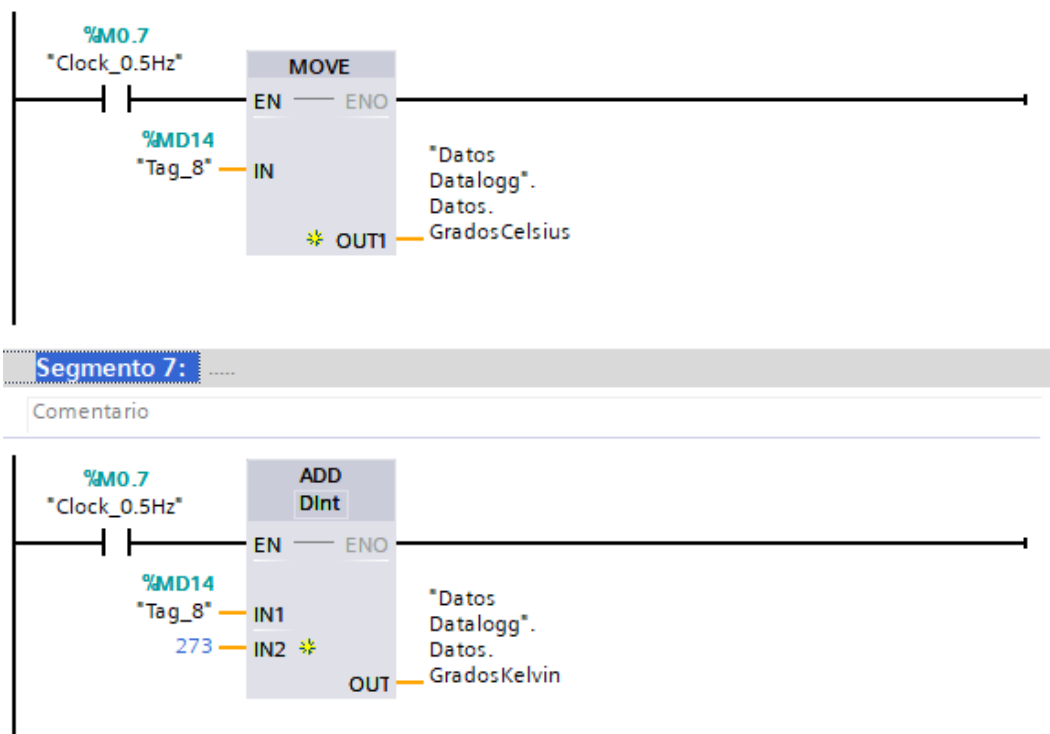 %M0.7
"Clock_0.5Hz"
MOVE
EN
ENO
%MD14
"Tag_8"
IN
"Datos
Datalogg".
Datos.
GradosCelsius
OUT1
Segmento 7: .....
Comentario
%M0.7
"Clock_0.5Hz"
ADD
DInt
EN
ENO
%MD14
"Tag_8"
IN1
273
IN2
"Datos
Datalogg".
Datos.
GradosKelvin
OUT